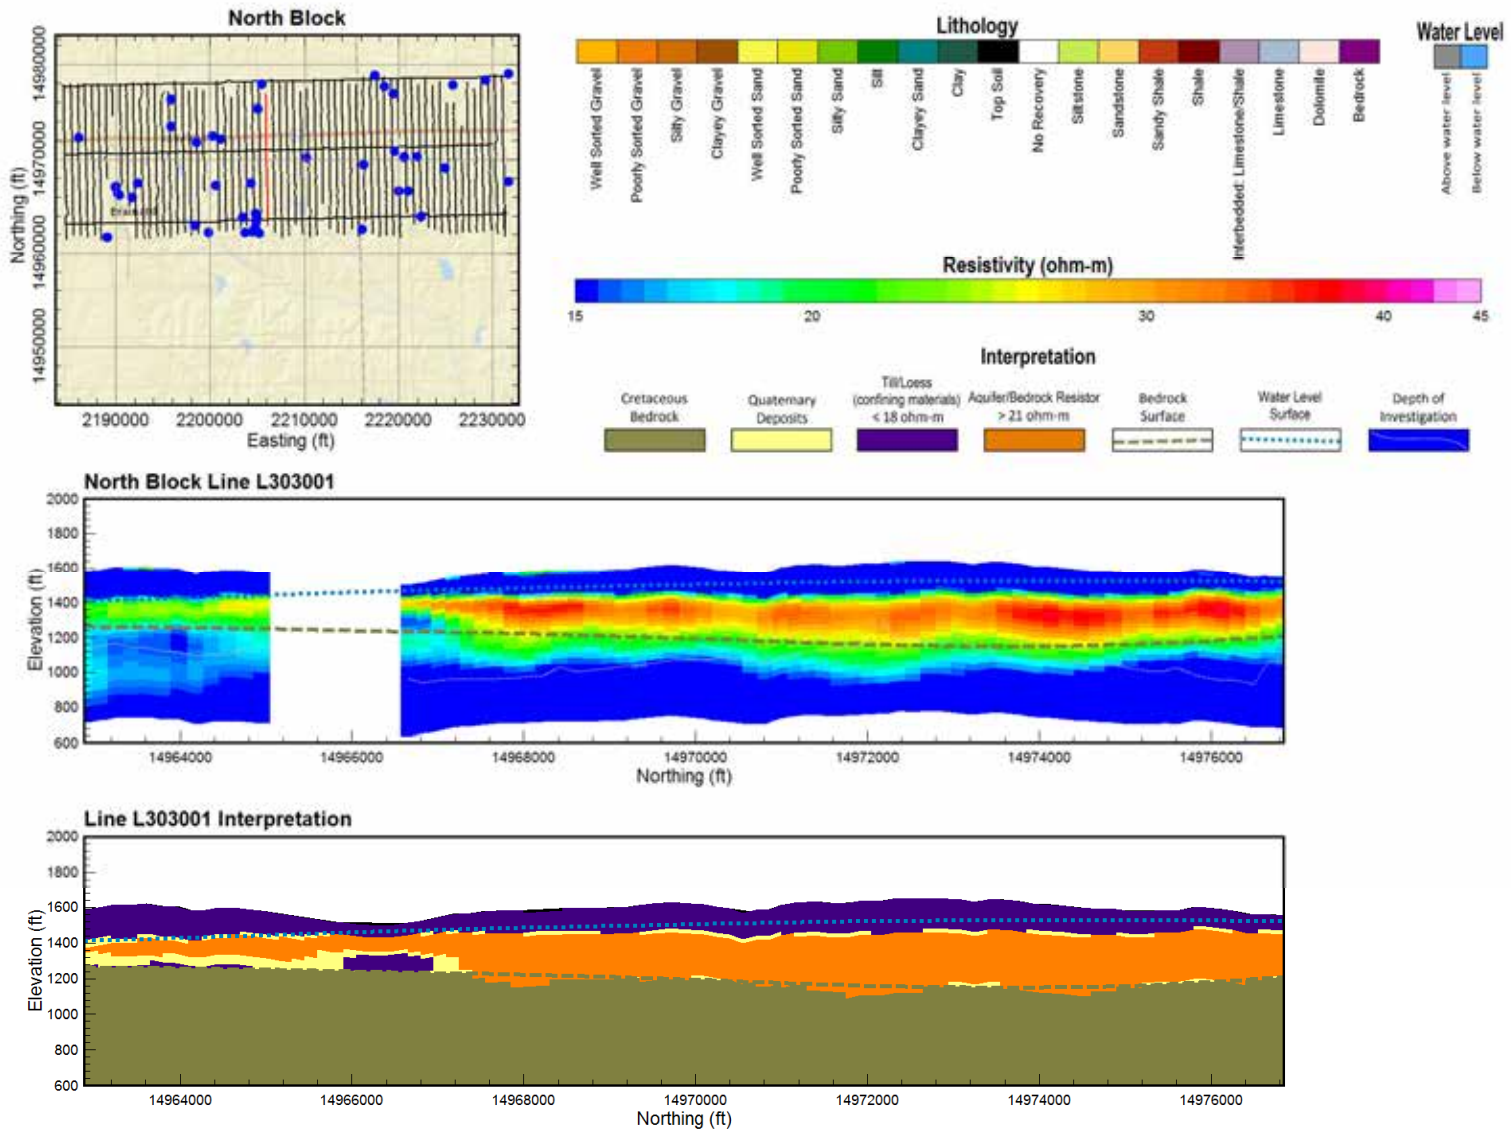 North Block
14980000
14970000
14960000
14950000
Northing (ft)
2190000 2200000 2210000 2220000 2230000
Easting (ft)
Brainard
Lithology
Well Sorted Gravel
Poorly Sorted Gravel
Silty Gravel
Clayey Gravel
Well Sorted Sand
Poorly Sorted Sand
Silty Sand
Silt
Clayey Sand
Clay
Top Soil
No Recovery
Siltstone
Sandstone
Sandy Shale
Shale
Interbedded: Limestone/Shale
Limestone
Dolomite
Bedrock
Water Level
Above water level
Below water level
Resistivity (ohm-m)
15 20 30 40 45
Interpretation
Cretaceous
Bedrock
Quaternary
Deposits
Till/Loess
(confining materials)
< 18 ohm-m
Aquifer/Bedrock Resistor
> 21 ohm-m
Bedrock
Surface
Water Level
Surface
Depth of
Investigation
North Block Line L303001
2000
1800
1600
1400
1200
1000
800
600
Elevation (ft)
14964000 14966000 14968000 14970000 14972000 14974000 14976000
Northing (ft)
Line L303001 Interpretation
2000
1800
1600
1400
1200
1000
800
600
Elevation (ft)
14964000 14966000 14968000 14970000 14972000 14974000 14976000
Northing (ft)